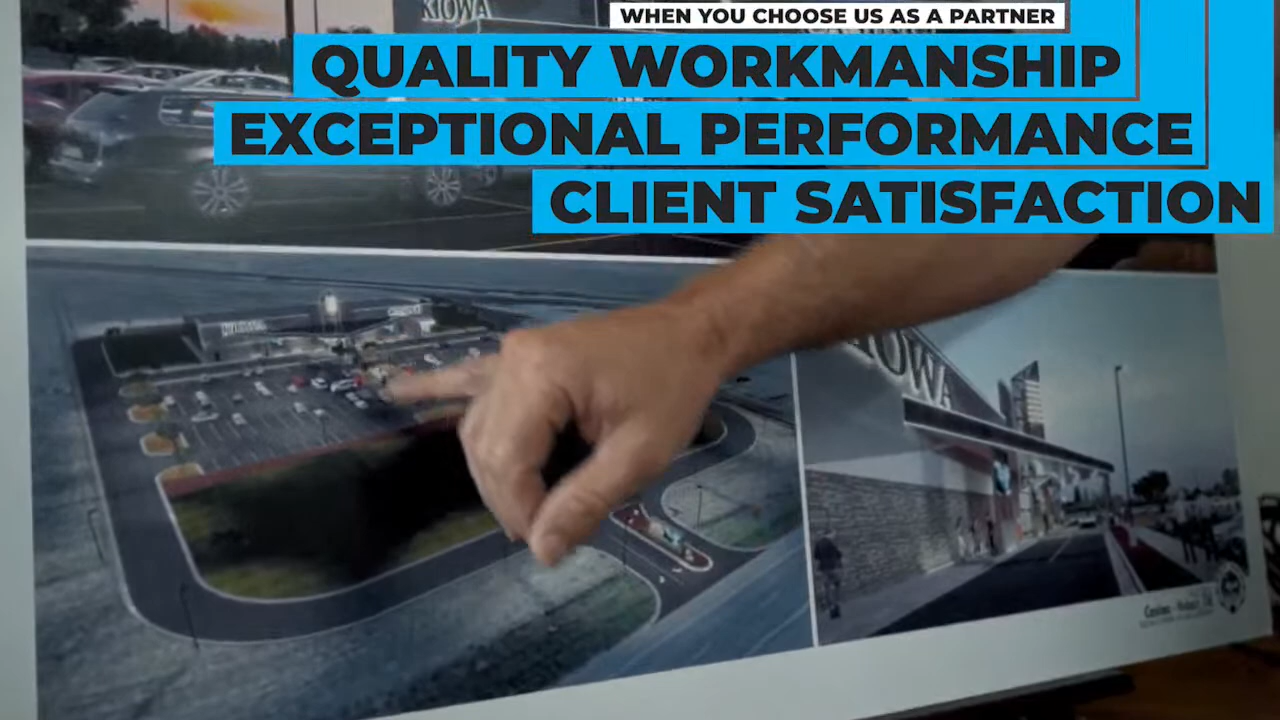 KIOWA
WHEN YOU CHOOSE US AS A PARTNER
QUALITY WORKMANSHIP
EXCEPTIONAL PERFORMANCE
CLIENT SATISFACTION
KIOWA